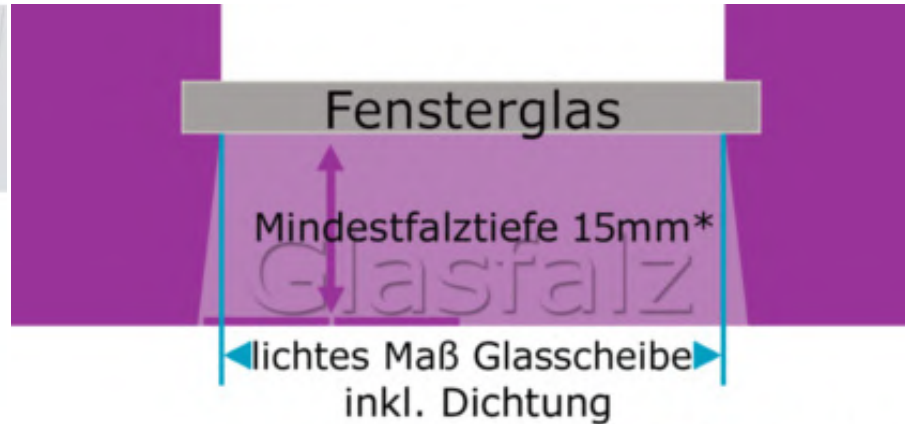 Fensterglas
Mindestfalztiefe 15mm*
Glasfalz
lichtes Maß Glasscheibe
inkl. Dichtung